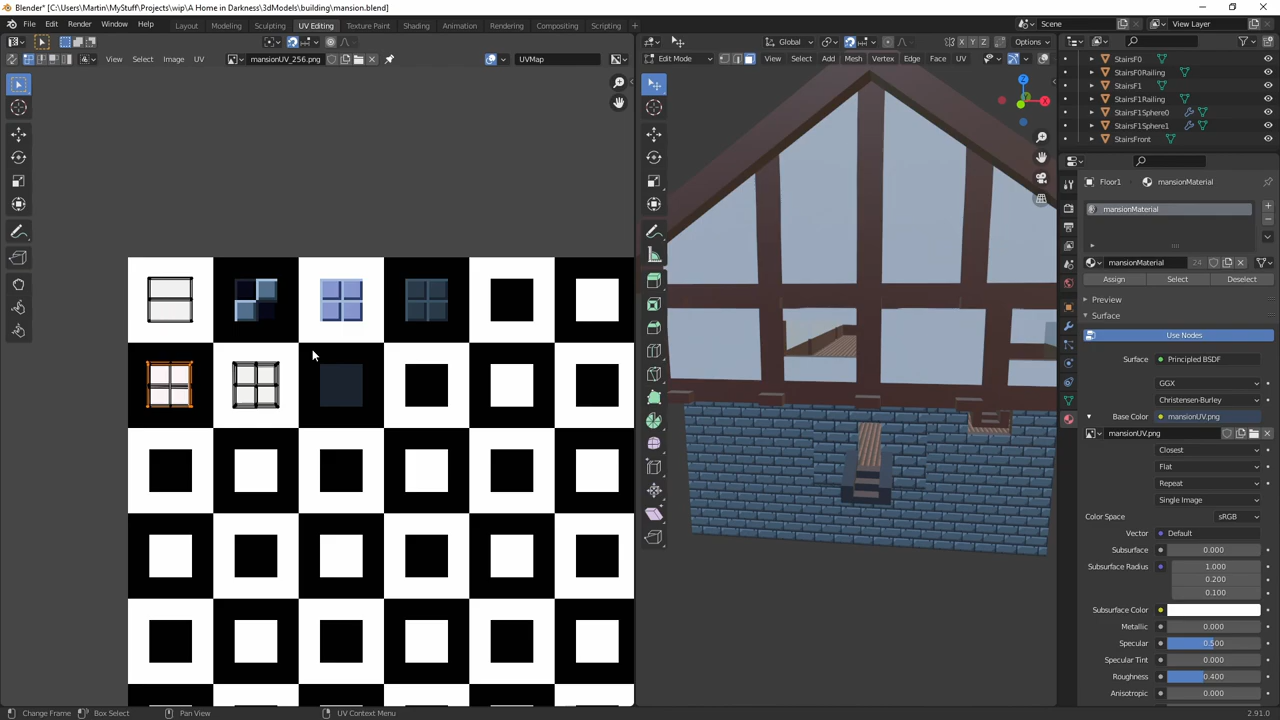 * Blender* [C:\Users\Martin\MyStuff\Projects\wip\A Home in Darkness\3dModels\building\mansion.blend]
File Edit Render Window Help Layout Modeling Sculpting UV Editing Texture Paint Shading Animation Rendering Compositing Scripting + Scene View Layer
Global X Y Z Options
View Select Image UV mansionUV_256.png UVMap Edit Mode View Select Add Mesh Vertex Edge Face UV
StairsF0
StairsF0Railing
StairsF1
StairsF1Railing
StairsF1Sphere0
StairsF1Sphere1
StairsFront
Floor1 mansionMaterial
mansionMaterial
mansionMaterial 24
Assign Select Deselect
Preview
Surface
Use Nodes
Surface Principled BSDF
GGX
Christensen-Burley
Base Color mansionUV.png
mansionUV.png
Closest
Flat
Repeat
Single Image
Color Space sRGB
Vector Default
Subsurface 0.000
Subsurface Radius 1.000
0.200
0.100
Subsurface Color
Metallic 0.000
Specular 0.500
Specular Tint 0.000
Roughness 0.400
Anisotropic 0.000
Change Frame Box Select Pan View UV Context Menu 2.91.0